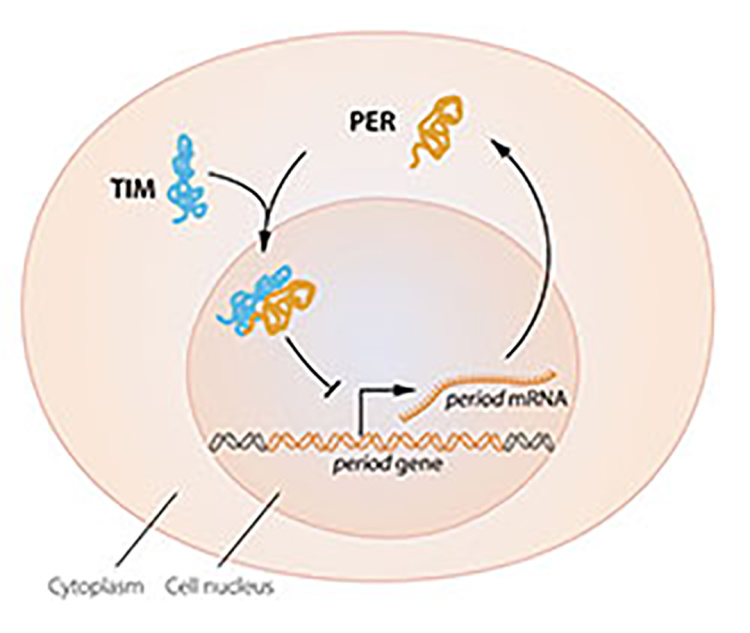 PER
TIM
period mRNA
period gene
Cytoplasm
Cell nucleus